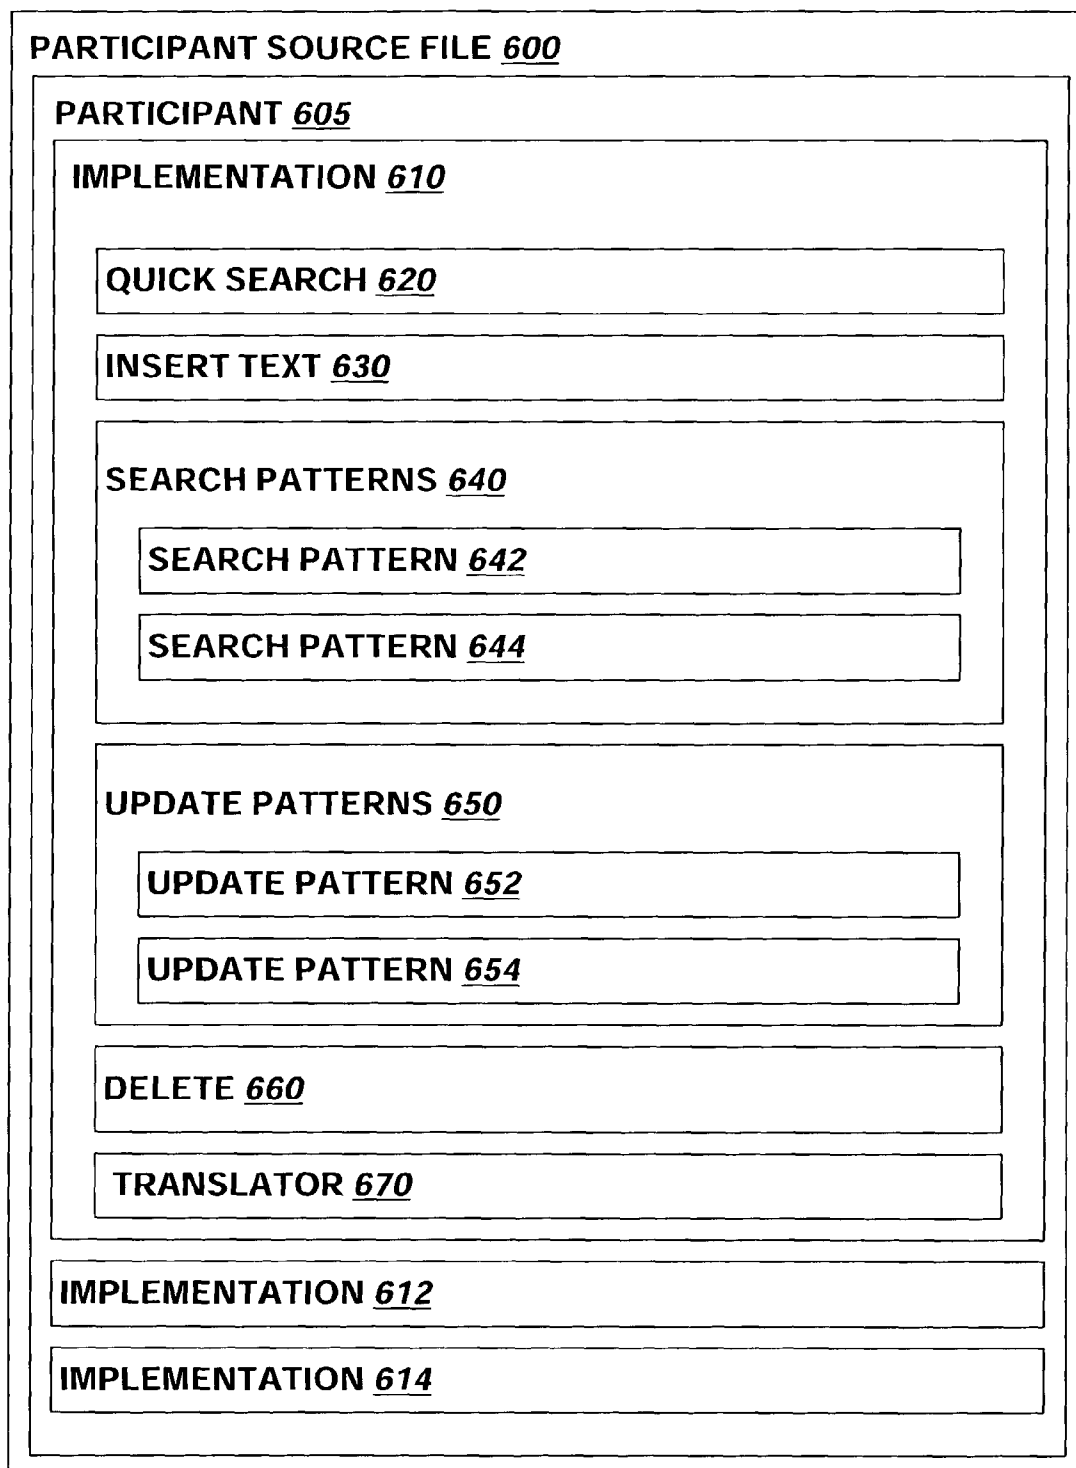 PARTICIPANT SOURCE FILE 600
PARTICIPANT 605
IMPLEMENTATION 610
QUICK SEARCH 620
INSERT TEXT 630
SEARCH PATTERNS 640
SEARCH PATTERN 642
SEARCH PATTERN 644
UPDATE PATTERNS 650
UPDATE PATTERN 652
UPDATE PATTERN 654
DELETE 660
TRANSLATOR 670
IMPLEMENTATION 612
IMPLEMENTATION 614